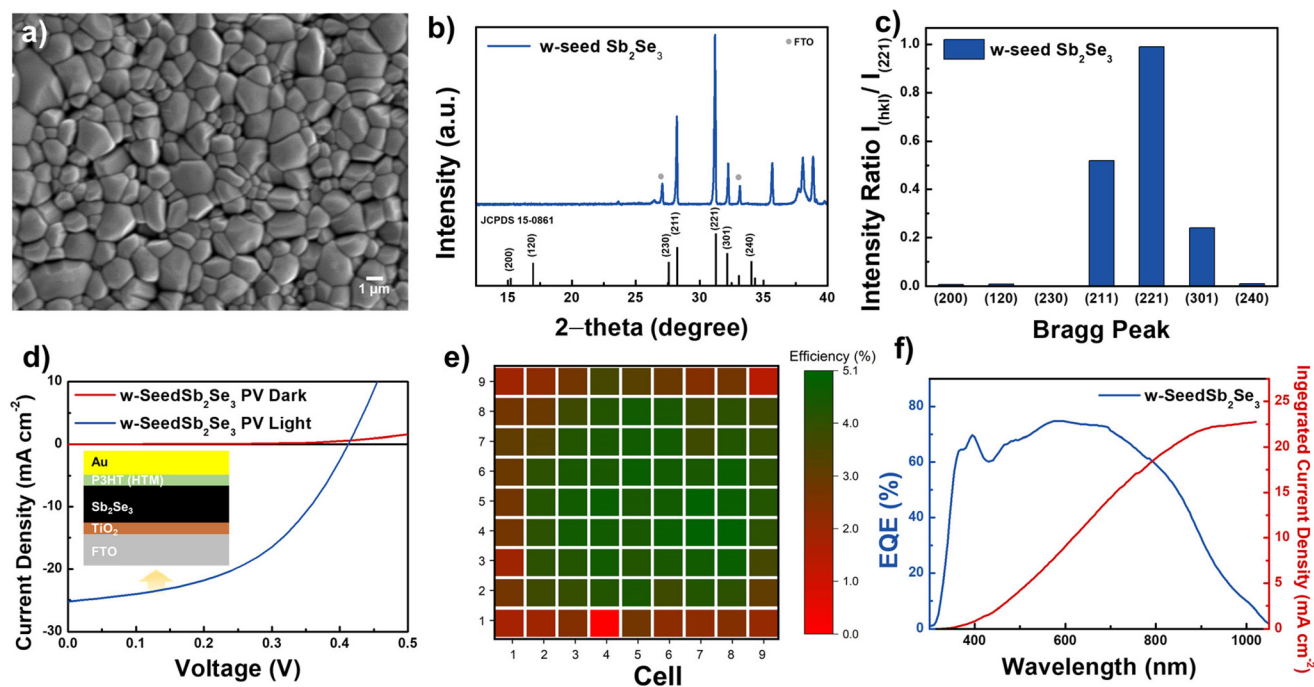 a)
1 μm
b)
w-seed Sb2Se3
FTO
Intensity (a.u.)
JCPDS 15-0861
(200)
(120)
(230)
(211)
(221)
(301)
(240)
15 20 25 30 35 40
2–theta (degree)
c)
w-seed Sb2Se3
Intensity Ratio I(hkl)/ I(221)
1.0
0.8
0.6
0.4
0.2
0.0
(200) (120) (230) (211) (221) (301) (240)
Bragg Peak
d)
w-SeedSb2Se3 PV Dark
w-SeedSb2Se3 PV Light
Current Density (mA cm-2)
10
0
-10
-20
-30
Au
P3HT (HTM)
Sb2Se3
TiO2
FTO
0.0 0.1 0.2 0.3 0.4 0.5
Voltage (V)
e)
Efficiency (%)
9
8
7
6
5
4
3
2
1
1 2 3 4 5 6 7 8 9
Cell
5.1
4.0
3.0
2.0
1.0
0.0
f)
w-SeedSb2Se3
EQE (%)
80
60
40
20
0
400 600 800 1000
Wavelength (nm)
25
20
15
10
5
0
Ingegrated Current Density (mA cm-2)